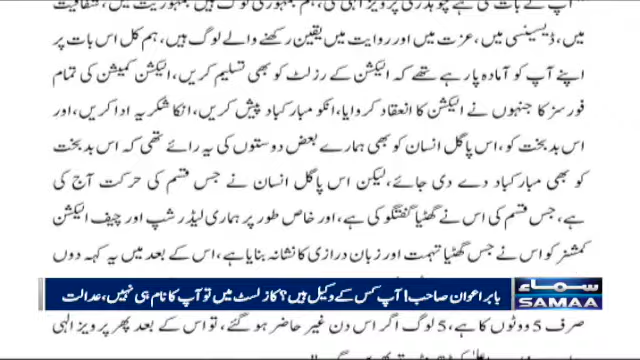 آپ نے بات کی ہے چوہدری پرویز الٰہی کی، ہم جمہوری لوگ ہیں جمہوریت میں، شفافیت
میں، ڈیسینسی میں، عزت میں اور روایت میں یقین رکھنے والے لوگ ہیں، ہم کل اس بات پر
اپنے آپ کو آمادہ پا رہے تھے کہ الیکشن کے رزلٹ کو بھی تسلیم کریں، الیکشن کمیشن کی تمام
فورسز کا جنہوں نے الیکشن کا انعقاد کروایا، انکو مبارکباد پیش کریں، انکا شکریہ ادا کریں، اور
اس بدبخت کو، اس پاگل انسان کو بھی ہمارے بعض دوستوں کی یہ رائے تھی کہ اس بدبخت
کو بھی مبارکباد دے دی جائے، لیکن اس پاگل انسان نے جس قسم کی حرکت آج کی
ہے، جس قسم کی اس نے گھٹیا گفتگو کی ہے، اور خاص طور پر ہماری لیڈر شپ اور چیف الیکشن
کمشنر کو اس نے جس گھٹیا تہمت اور زبان درازی کا نشانہ بنایا ہے، اس کے بعد میں یہ کہہ دوں
بابر اعوان صاحب! آپ کس کے وکیل ہیں؟ کاز لسٹ میں تو آپ کا نام ہی نہیں، عدالت
سماء
SAMAA
صرف 5 ووٹوں کا ہے، 5 لوگ اگر اس دن غیر حاضر ہو گئے، تو اس کے بعد پھر پرویز الٰہی